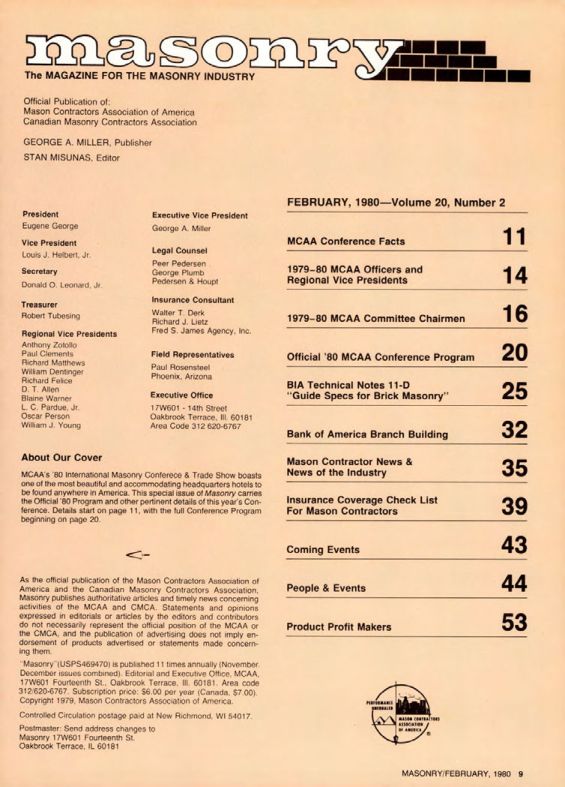 masonry
The MAGAZINE FOR THE MASONRY INDUSTRY
Official Publication of:
Mason Contractors Association of America
Canadian Masonry Contractors Association
GEORGE A. MILLER, Publisher
STAN MISUNAS, Editor
President
Eugene George
Vice President
Louis J. Helbert, Jr.
Secretary
Donald O. Leonard, Jr.
Treasurer
Robert Tubesing
Regional Vice Presidents
Anthony Zotollo
Paul Clements
Richard Matthews
William Dentinger
Richard Felice
D. T. Allen
Blaine Warner
L. C. Pardue, Jr.
Oscar Person
William J. Young
Executive Vice President
George A. Miller
Legal Counsel
Peer Pedersen
George Plumb
Pedersen & Houpt
Insurance Consultant
Walter T. Derk
Richard J. Lietz
Fred S. James Agency, Inc.
Field Representatives
Paul Rosensteel
Phoenix, Arizona
Executive Office
17W601 - 14th Street
Oakbrook Terrace, Ill. 60181
Area Code 312 620-6767
About Our Cover
MCAA's '80 International Masonry Conferece & Trade Show boasts
one of the most beautiful and accommodating headquarters hotels to
be found anywhere in America. This special issue of Masonry carries
the Official '80 Program and other pertinent details of this year's Con-
ference. Details start on page 11, with the full Conference Program
beginning on page 20.
As the official publication of the Mason Contractors Association of
America and the Canadian Masonry Contractors Association,
Masonry publishes authoritative articles and timely news concerning
activities of the MCAA and CMCA. Statements and opinions
expressed in editorials or articles by the editors and contributors
do not necessarily represent the official position of the MCAA or
the CMCA, and the publication of advertising does not imply en-
dorsement of products advertised or statements made concern-
ing them.
"Masonry"(USPS469470) is published 11 times annually (November.
December issues combined). Editorial and Executive Office, MCAA,
17W601 Fourteenth St., Oakbrook Terrace, Ill. 60181. Area code
312/620-6767. Subscription price: $6.00 per year (Canada, $7.00).
Copyright 1979, Mason Contractors Association of America.
Controlled Circulation postage paid at New Richmond, WI 54017.
Postmaster: Send address changes to
Masonry 17W601 Fourteenth St.
Oakbrook Terrace, IL 60181
FEBRUARY, 1980—Volume 20, Number 2
MCAA Conference Facts 11
1979–80 MCAA Officers and
Regional Vice Presidents 14
1979–80 MCAA Committee Chairmen 16
Official '80 MCAA Conference Program 20
BIA Technical Notes 11-D
"Guide Specs for Brick Masonry" 25
Bank of America Branch Building 32
Mason Contractor News &
News of the Industry 35
Insurance Coverage Check List
For Mason Contractors 39
Coming Events 43
People & Events 44
Product Profit Makers 53
PERFORMANCE
UNEQUALED
MASON CONTRACTORS
ASSOCIATION
OF AMERICA
MASONRY/FEBRUARY, 1980 9